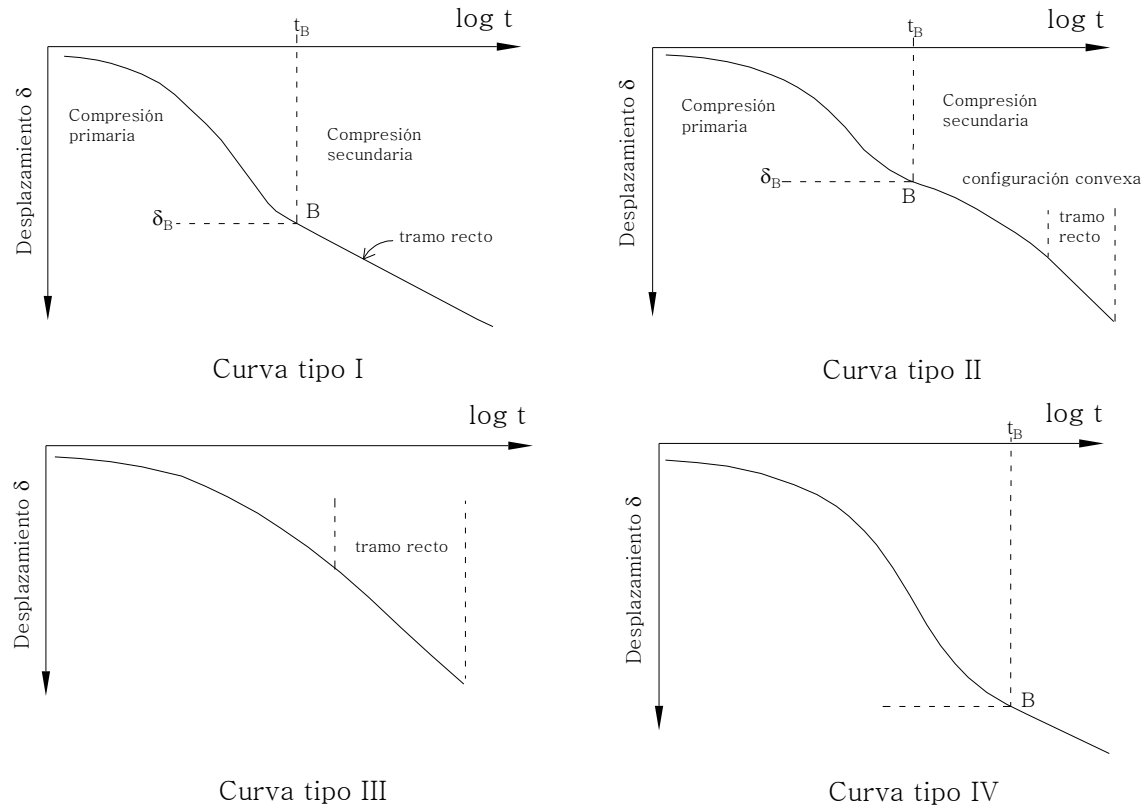 log t
t_B
Desplazamiento δ
Compresión
primaria
Compresión
secundaria
δ_B
B
tramo recto
Curva tipo I
log t
t_B
Desplazamiento δ
Compresión
primaria
Compresión
secundaria
configuración convexa
δ_B
B
tramo
recto
Curva tipo II
log t
Desplazamiento δ
tramo recto
Curva tipo III
log t
t_B
Desplazamiento δ
B
Curva tipo IV